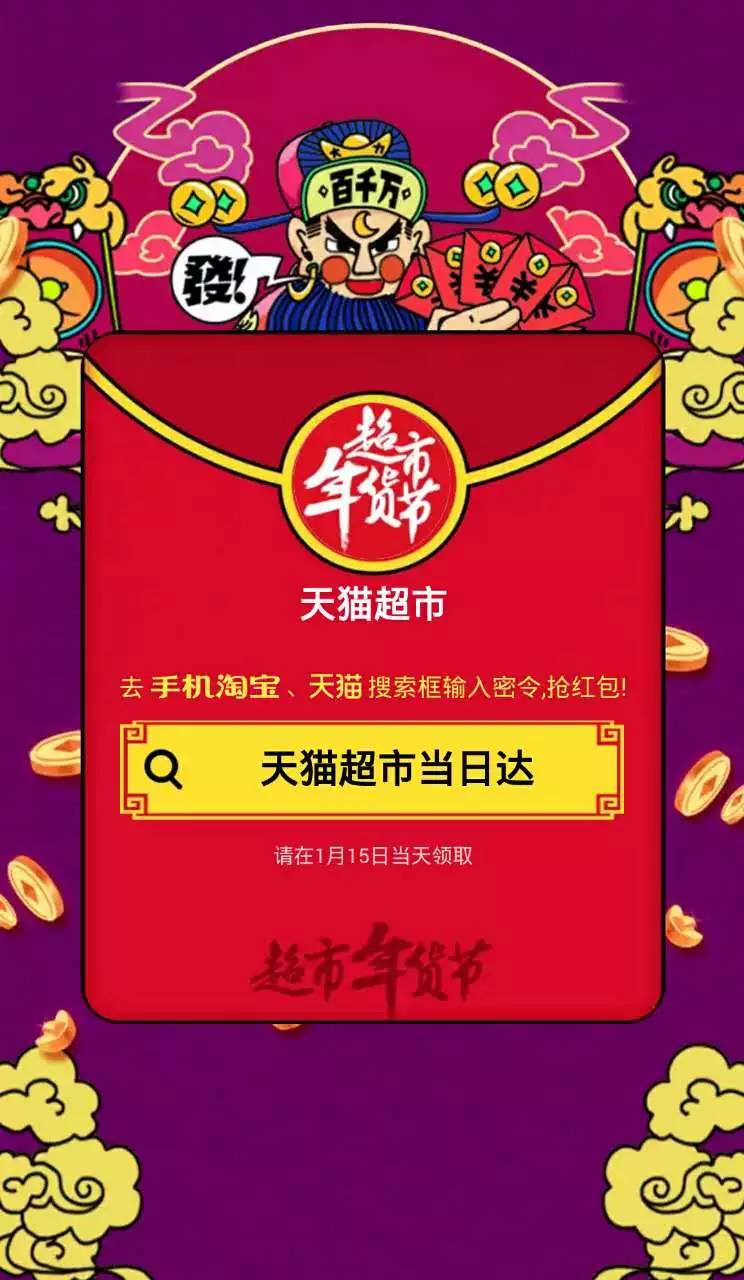 百千万
發!
超市
年货节
天猫超市
去 手机淘宝、天猫 搜索框输入密令,抢红包!
天猫超市当日达
请在1月15日当天领取
超市年货节